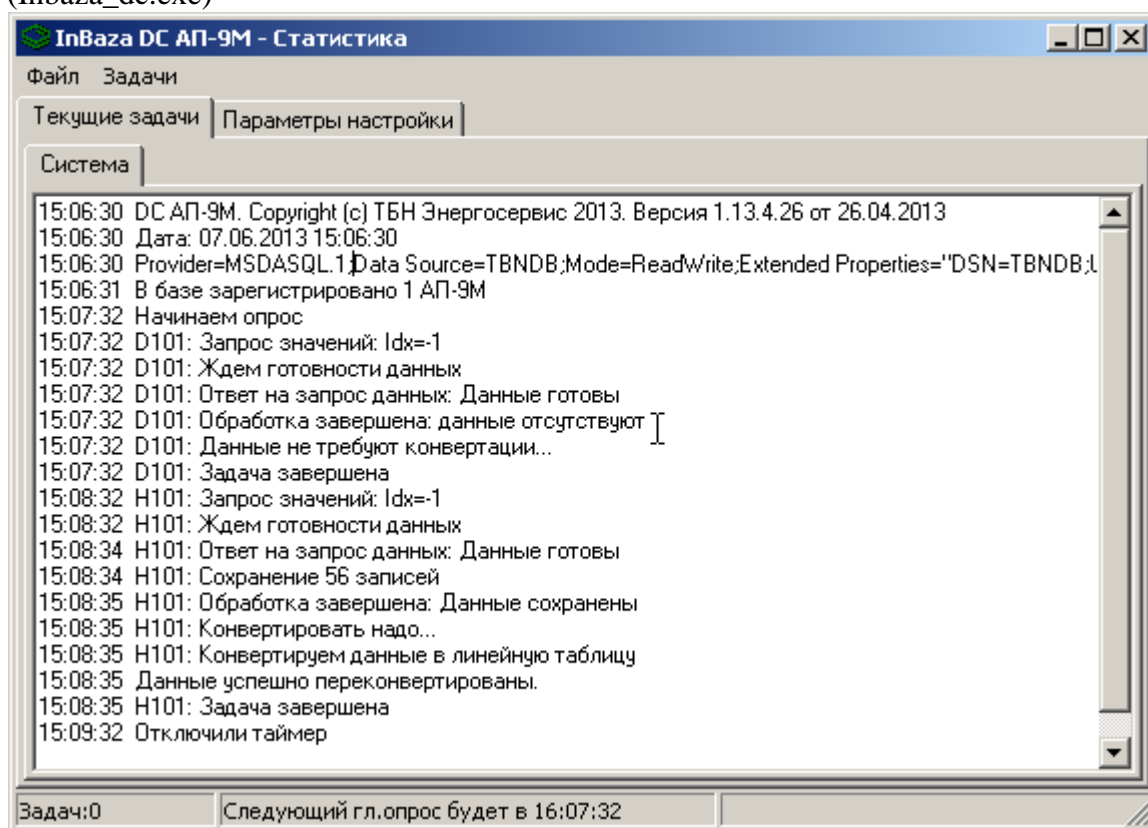 (Inbaza_dc.exe)
InBaza DC АП-9М - Статистика
Файл Задачи
Текущие задачи Параметры настройки
Система
15:06:30 DC АП-9М. Copyright (c) ТБН Энергосервис 2013. Версия 1.13.4.26 от 26.04.2013
15:06:30 Дата: 07.06.2013 15:06:30
15:06:30 Provider=MSDASQL.1;Data Source=TBNDB;Mode=ReadWrite;Extended Properties="DSN=TBNDB;
15:06:31 В базе зарегистрировано 1 АП-9М
15:07:32 Начинаем опрос
15:07:32 D101: Запрос значений: Idx=-1
15:07:32 D101: Ждем готовности данных
15:07:32 D101: Ответ на запрос данных: Данные готовы
15:07:32 D101: Обработка завершена: данные отсутствуют
15:07:32 D101: Данные не требуют конвертации...
15:07:32 D101: Задача завершена
15:08:32 H101: Запрос значений: Idx=-1
15:08:32 H101: Ждем готовности данных
15:08:34 H101: Ответ на запрос данных: Данные готовы
15:08:34 H101: Сохранение 56 записей
15:08:35 H101: Обработка завершена: Данные сохранены
15:08:35 H101: Конвертировать надо...
15:08:35 H101: Конвертируем данные в линейную таблицу
15:08:35 Данные успешно переконвертированы.
15:08:35 H101: Задача завершена
15:09:32 Отключили таймер
Задач:0 Следующий гл.опрос будет в 16:07:32